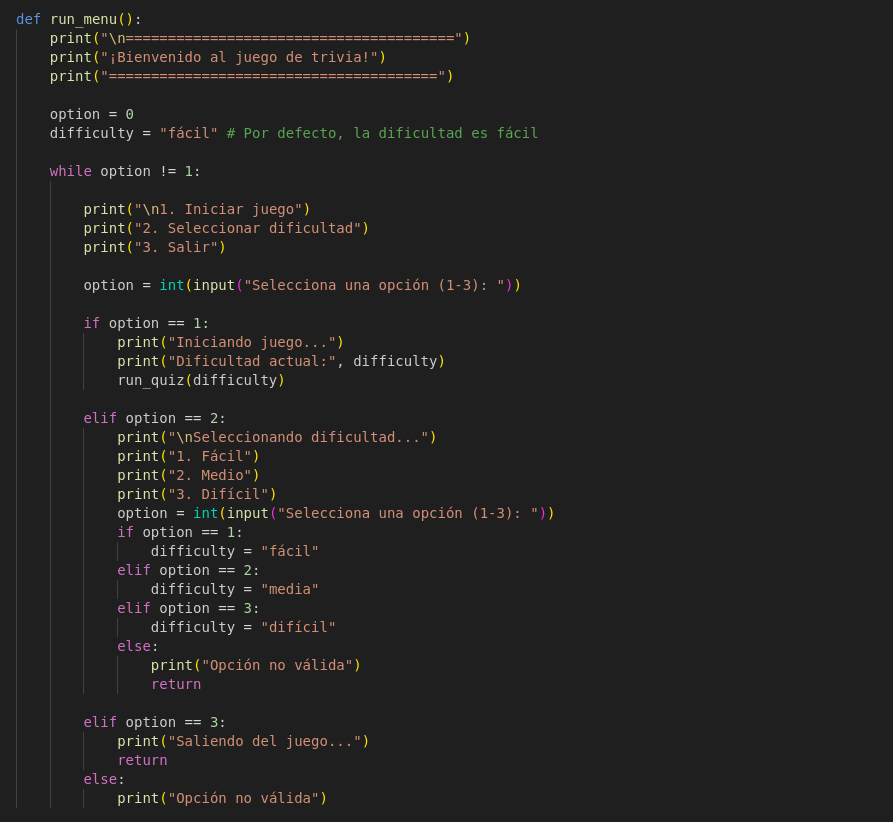 def run_menu():
    print("\n=======================================")
    print("¡Bienvenido al juego de trivia!")
    print("=======================================")

    option = 0
    difficulty = "fácil" # Por defecto, la dificultad es fácil

    while option != 1:

        print("\n1. Iniciar juego")
        print("2. Seleccionar dificultad")
        print("3. Salir")

        option = int(input("Selecciona una opción (1-3): "))

        if option == 1:
            print("Iniciando juego...")
            print("Dificultad actual:", difficulty)
            run_quiz(difficulty)

        elif option == 2:
            print("\nSeleccionando dificultad...")
            print("1. Fácil")
            print("2. Medio")
            print("3. Difícil")
            option = int(input("Selecciona una opción (1-3): "))
            if option == 1:
                difficulty = "fácil"
            elif option == 2:
                difficulty = "media"
            elif option == 3:
                difficulty = "difícil"
            else:
                print("Opción no válida")
                return

        elif option == 3:
            print("Saliendo del juego...")
            return
        else:
            print("Opción no válida")